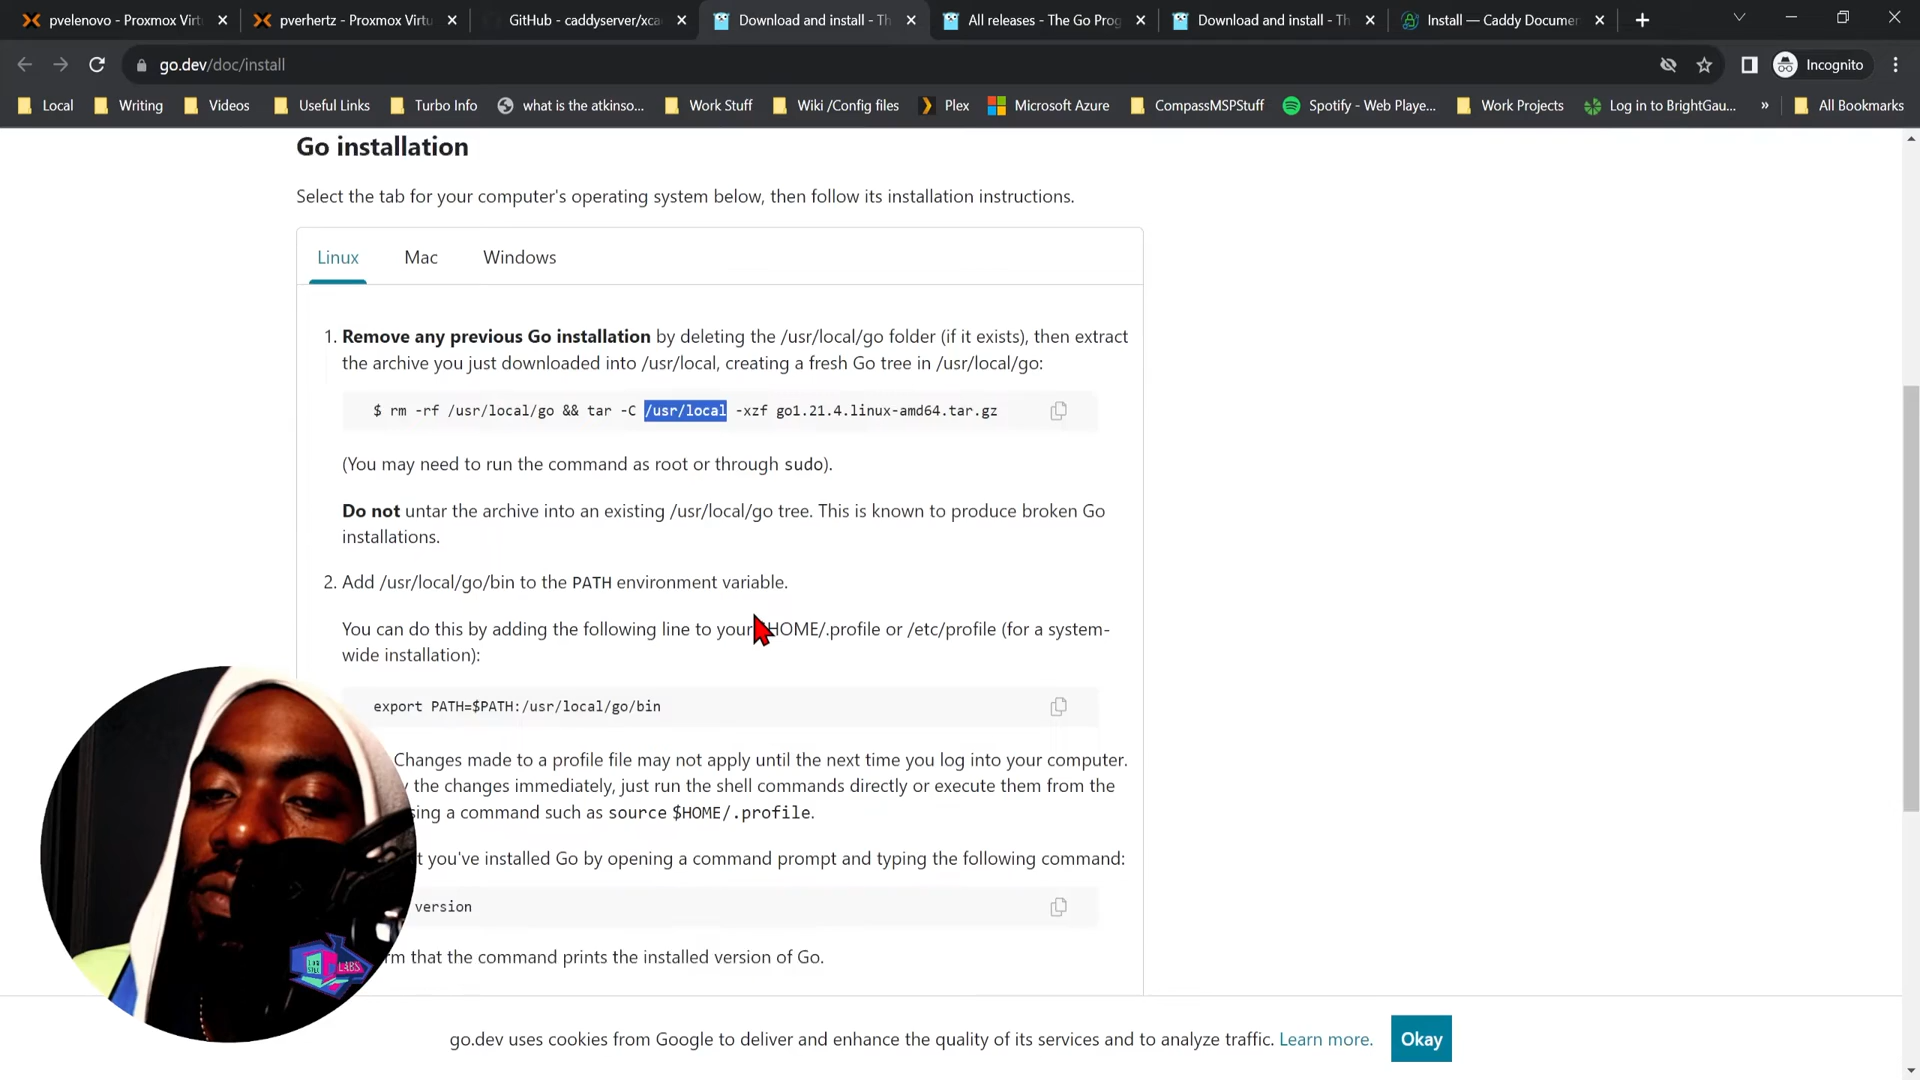 pvelenovo - Proxmox Virtu
pverhertz - Proxmox Virtu
GitHub - caddyserver/xca
Download and install - Th
All releases - The Go Prog
Download and install - Th
Install — Caddy Documen
go.dev/doc/install
Incognito
Local
Writing
Videos
Useful Links
Turbo Info
what is the atkinso...
Work Stuff
Wiki /Config files
Plex
Microsoft Azure
CompassMSPStuff
Spotify - Web Playe...
Work Projects
Log in to BrightGau...
»
All Bookmarks
Go installation
Select the tab for your computer's operating system below, then follow its installation instructions.
Linux Mac Windows
1. Remove any previous Go installation by deleting the /usr/local/go folder (if it exists), then extract
the archive you just downloaded into /usr/local, creating a fresh Go tree in /usr/local/go:
$ rm -rf /usr/local/go && tar -C /usr/local -xzf go1.21.4.linux-amd64.tar.gz
(You may need to run the command as root or through sudo).
Do not untar the archive into an existing /usr/local/go tree. This is known to produce broken Go
installations.
2. Add /usr/local/go/bin to the PATH environment variable.
You can do this by adding the following line to your HOME/.profile or /etc/profile (for a system-
wide installation):
export PATH=$PATH:/usr/local/go/bin
Changes made to a profile file may not apply until the next time you log into your computer.
the changes immediately, just run the shell commands directly or execute them from the
a command such as source $HOME/.profile.
you've installed Go by opening a command prompt and typing the following command:
version
that the command prints the installed version of Go.
LABS
go.dev uses cookies from Google to deliver and enhance the quality of its services and to analyze traffic. Learn more.
Okay